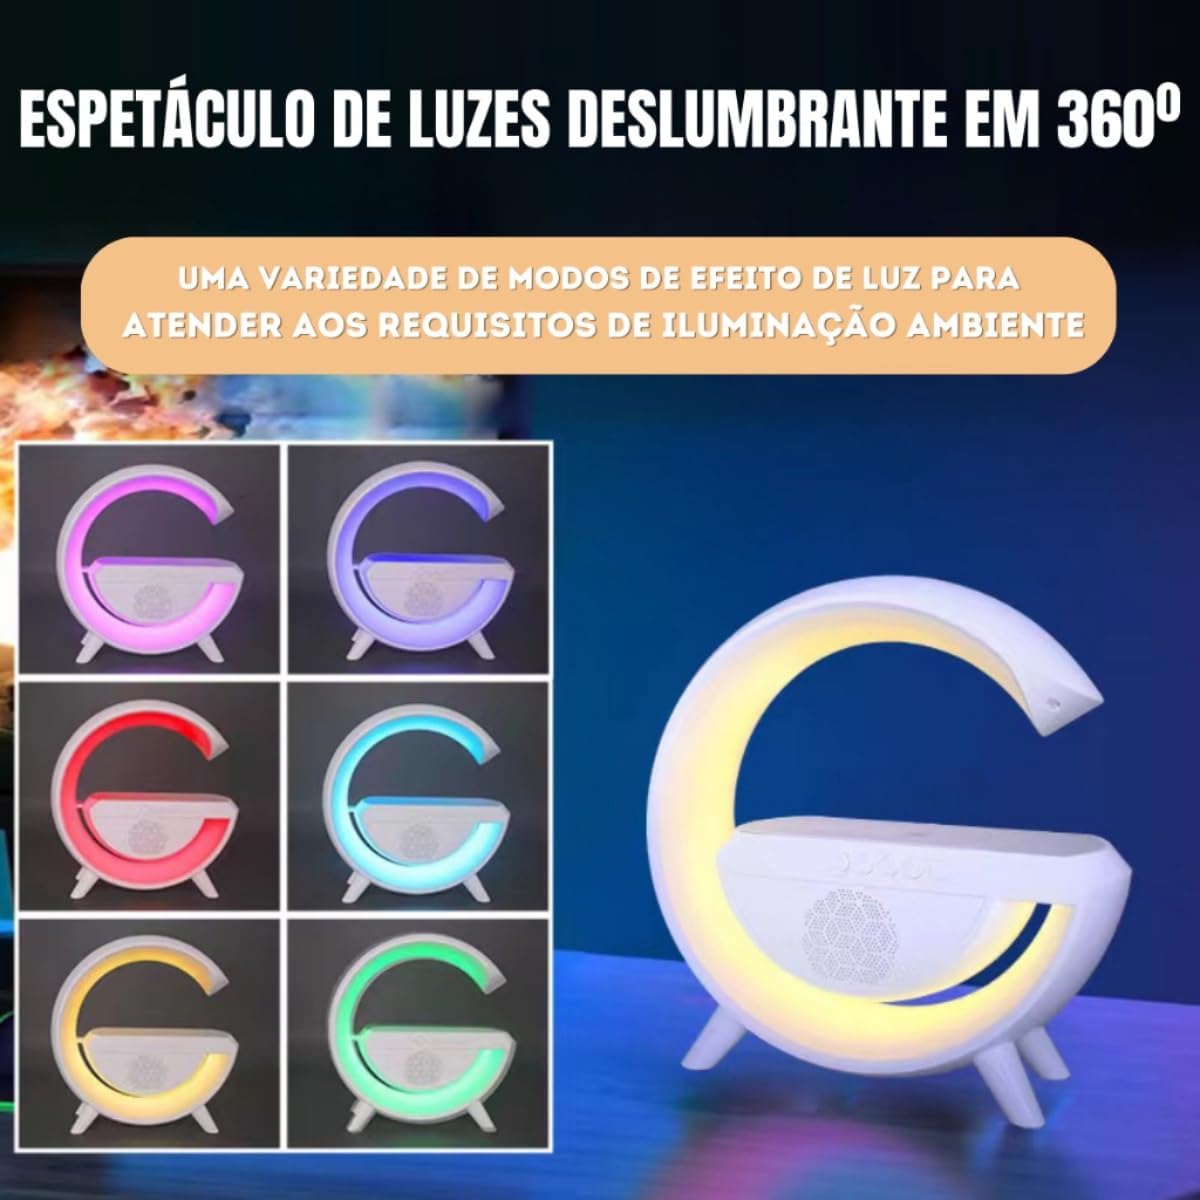 ESPETÁCULO DE LUZES DESLUMBRANTE EM 360º
UMA VARIEDADE DE MODOS DE EFEITO DE LUZ PARA
ATENDER AOS REQUISITOS DE ILUMINAÇÃO AMBIENTE